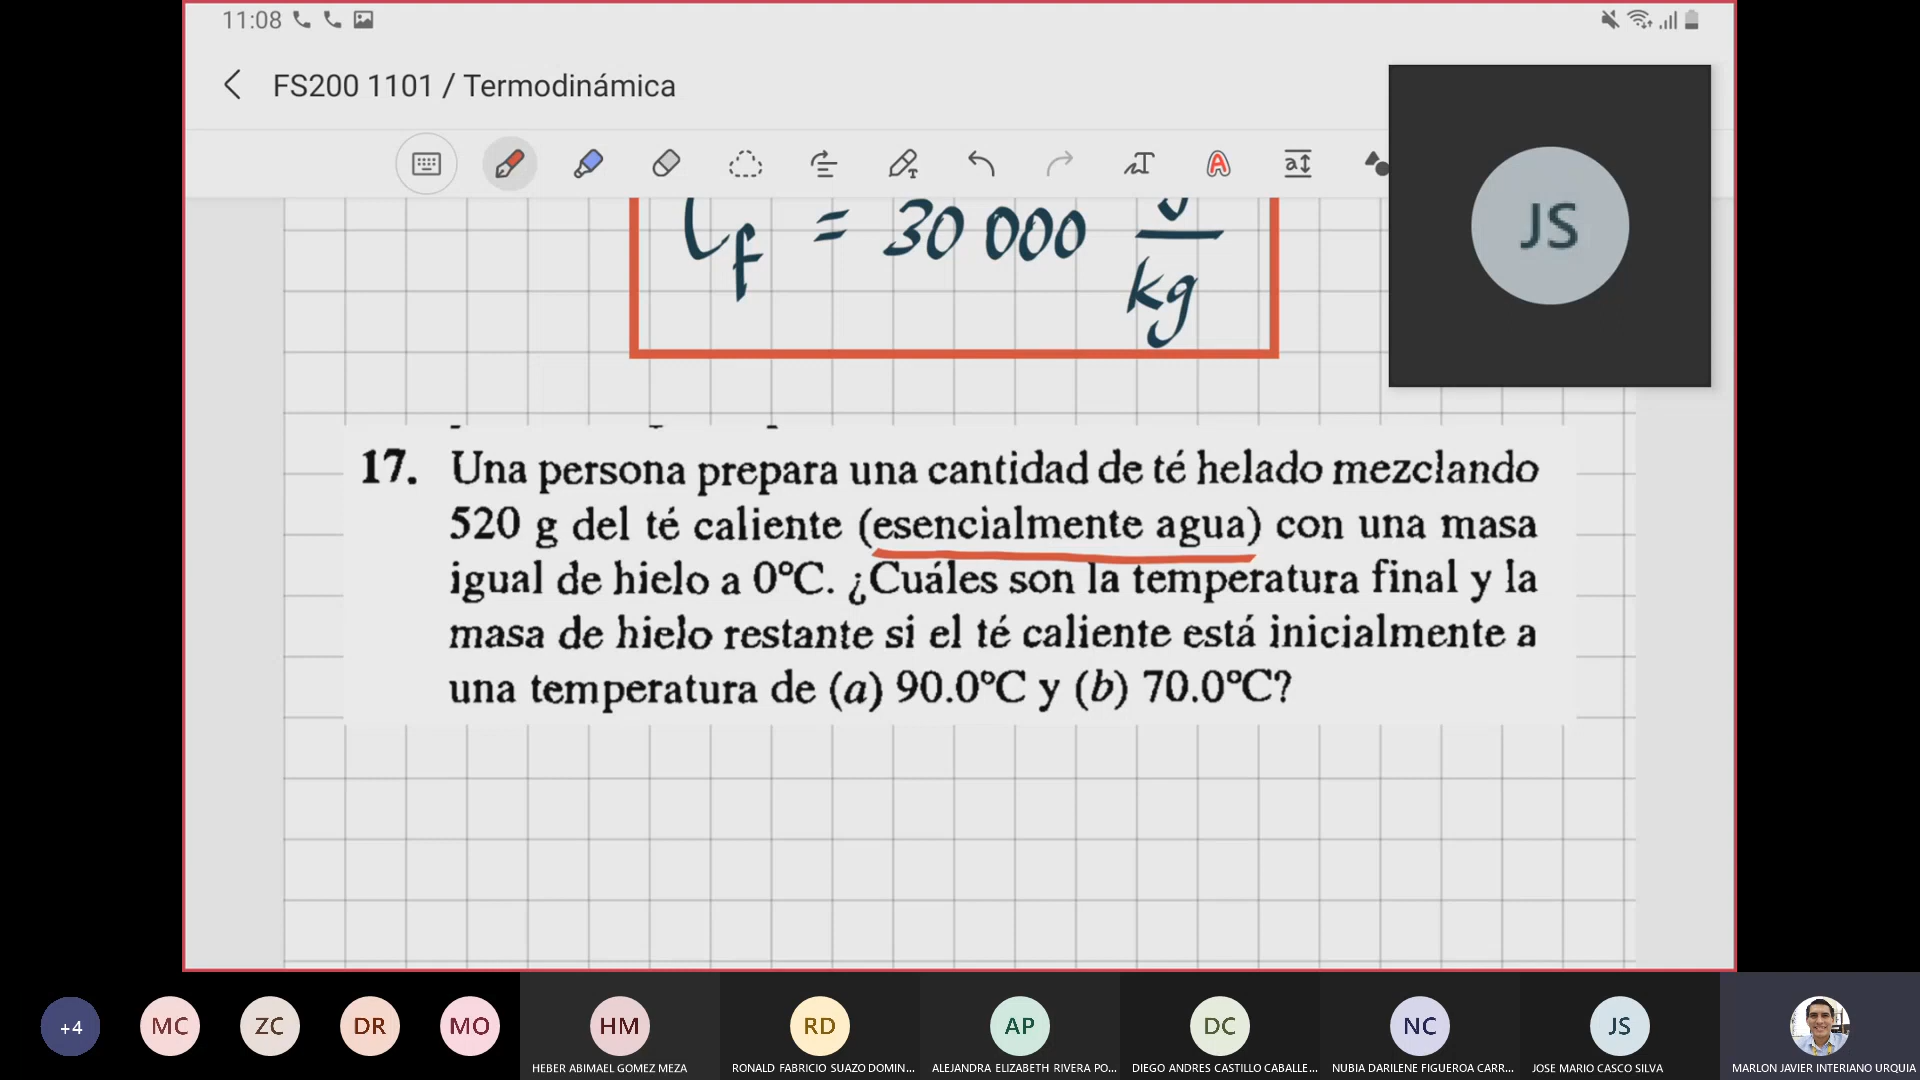 11:08
FS200 1101 / Termodinámica
JS
= 30 000
kg
17. Una persona prepara una cantidad de té helado mezclando
520 g del té caliente (esencialmente agua) con una masa
igual de hielo a 0°C. ¿Cuáles son la temperatura final y la
masa de hielo restante si el té caliente está inicialmente a
una temperatura de (a) 90.0°C y (b) 70.0°C?
+4
MC
ZC
DR
MO
HM
RD
AP
DC
NC
JS
HEBER ABIMAEL GOMEZ MEZA
RONALD FABRICIO SUAZO DOMIN...
ALEJANDRA ELIZABETH RIVERA PO...
DIEGO ANDRES CASTILLO CABALLE...
NUBIA DARILENE FIGUEROA CARR...
JOSE MARIO CASCO SILVA
MARLON JAVIER INTERIANO URQUIA